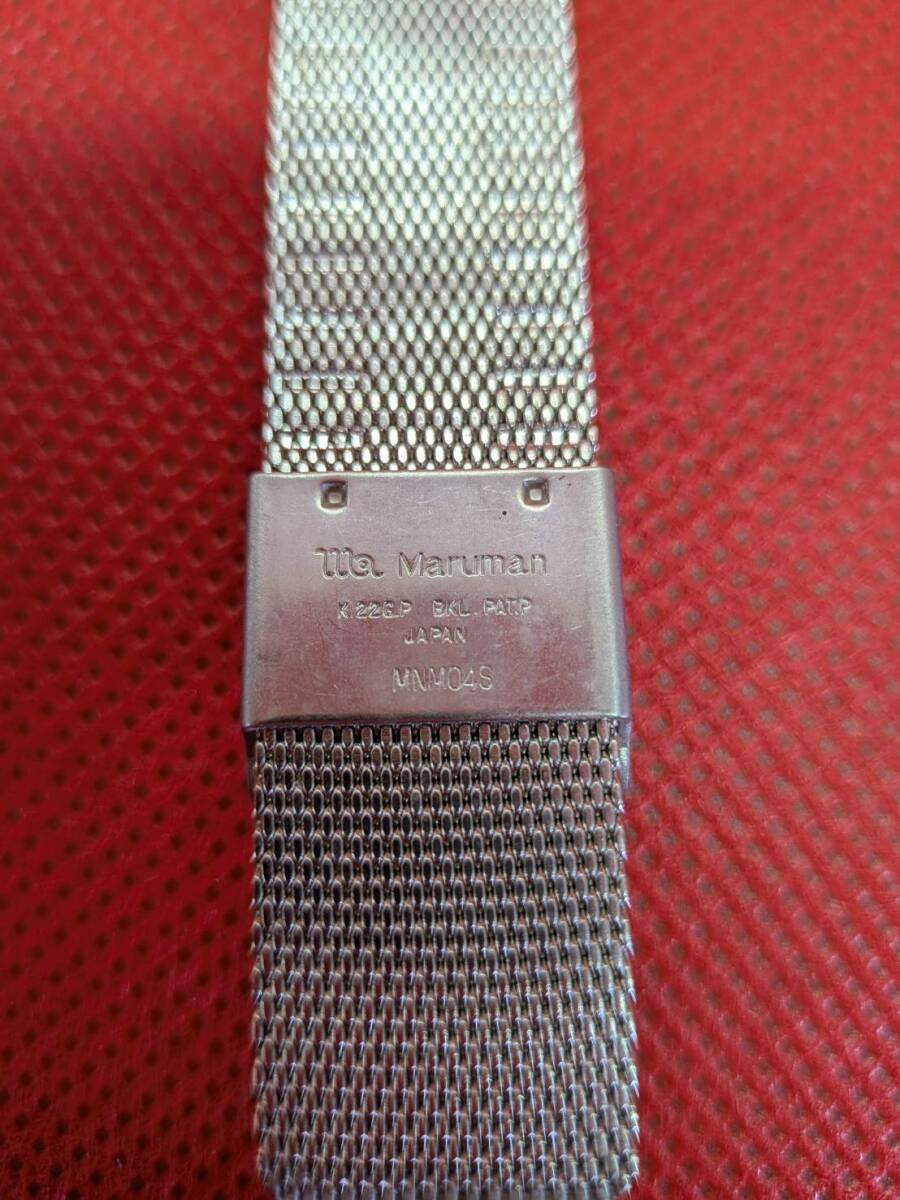 Ma Maruman
K.22G.P BKL. PAT.P
JAPAN
MNM04S